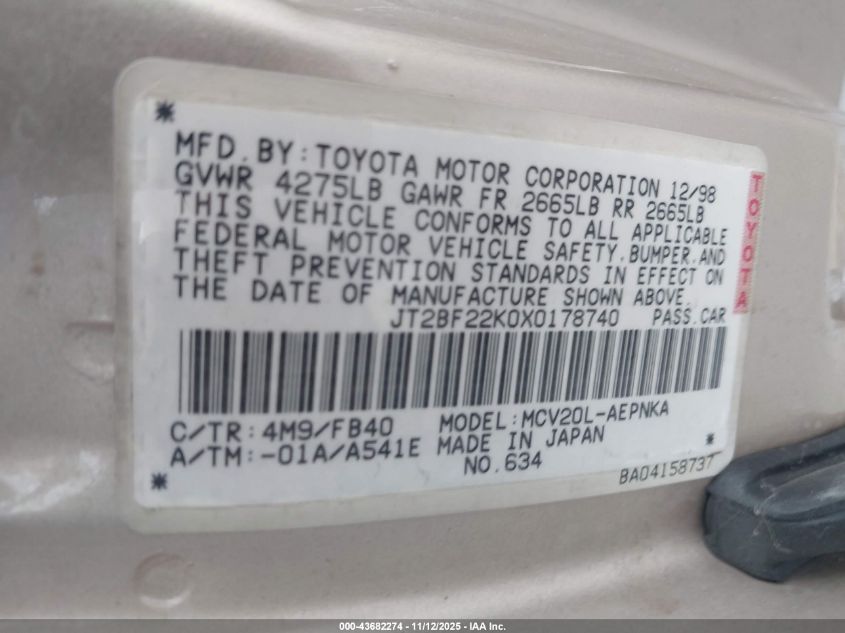 MFD. BY: TOYOTA MOTOR CORPORATION 12/98
GVWR 4275LB GAWR FR 2665LB RR 2665LB
THIS VEHICLE CONFORMS TO ALL APPLICABLE
FEDERAL MOTOR VEHICLE SAFETY, BUMPER, AND
THEFT PREVENTION STANDARDS IN EFFECT ON
THE DATE OF MANUFACTURE SHOWN ABOVE.
JT2BF22K0X0178740 PASS. CAR
C/TR: 4M9/FB40 MODEL: MCV20L-AEPNKA
A/TM: -01A/A541E MADE IN JAPAN
NO. 634
BA04158737
TOYOTA
000-43682274 - 11/12/2025 - IAA Inc.